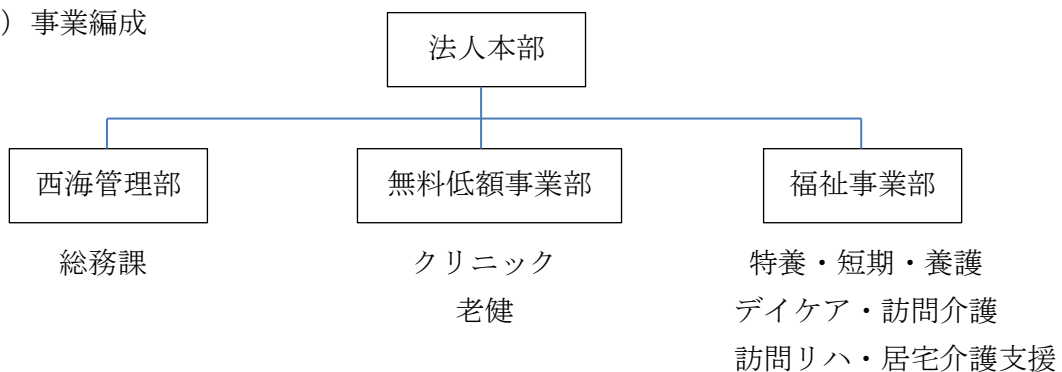 ）事業編成
法人本部
西海管理部
無料低額事業部
福祉事業部
総務課
クリニック
老健
特養・短期・養護
デイケア・訪問介護
訪問リハ・居宅介護支援